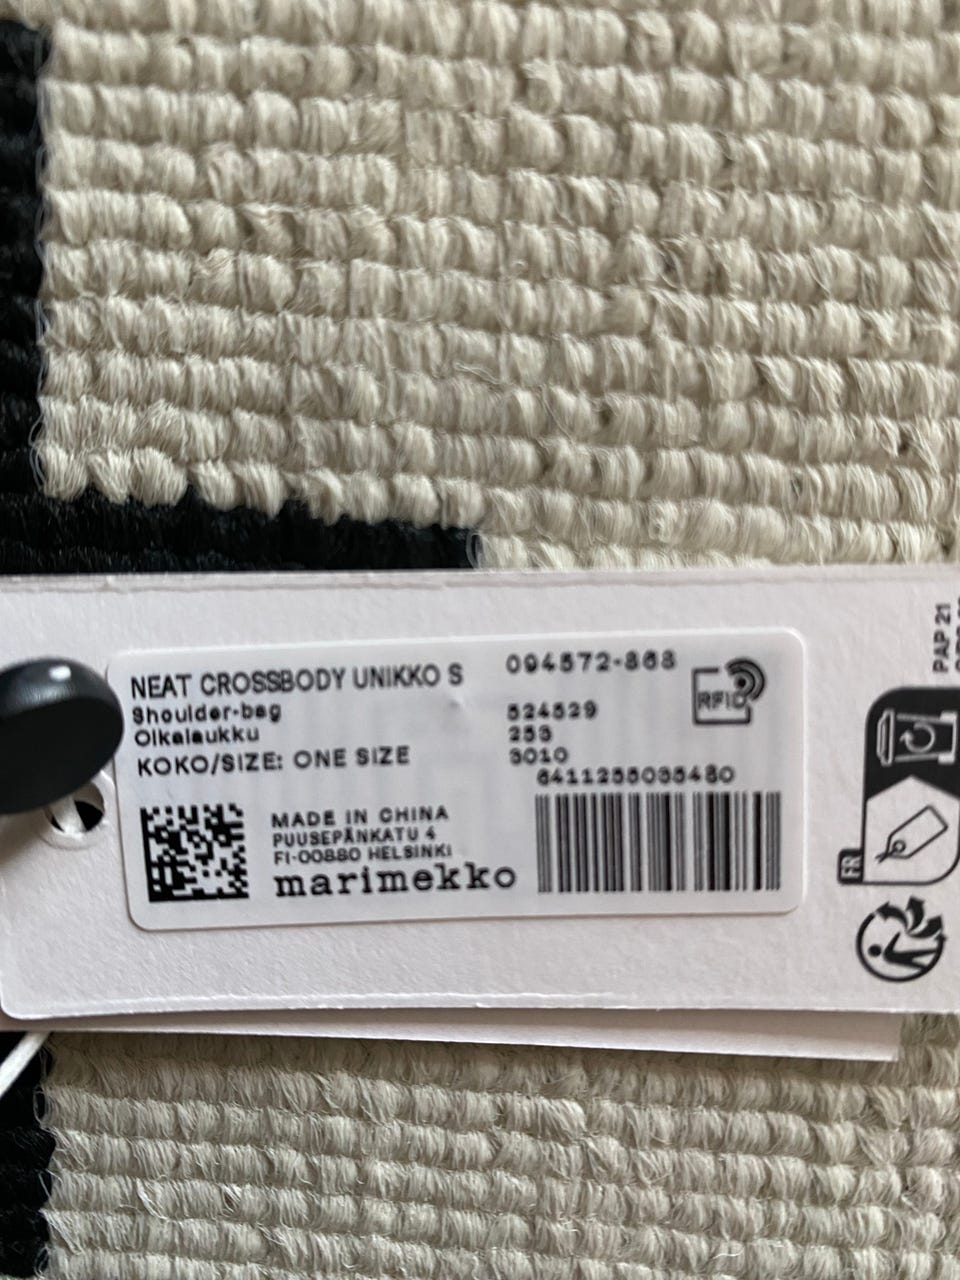 NEAT CROSSBODY UNIKKO S
Shoulder-bag
Olkalaukku
KOKO/SIZE: ONE SIZE
094572-868
524529
253
3010
6411255035480
RFID
MADE IN CHINA
PUUSEPÄNKATU 4
FI-00880 HELSINKI
marimekko
PAP 21
FR